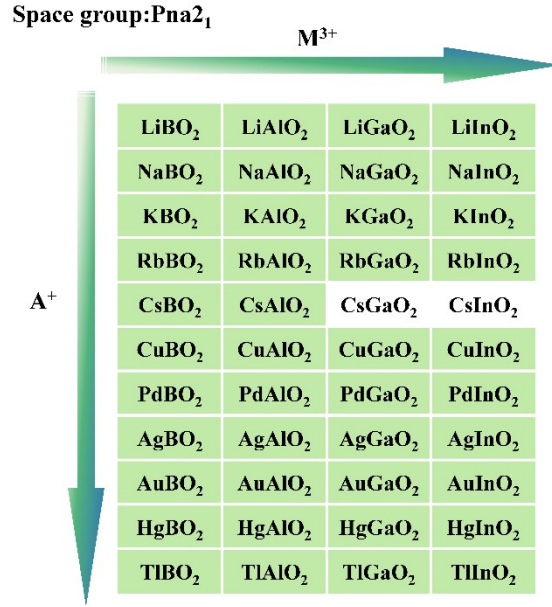 Space group:Pna2₁
M³⁺
A⁺
LiBO₂ LiAlO₂ LiGaO₂ LiInO₂
NaBO₂ NaAlO₂ NaGaO₂ NaInO₂
KBO₂ KAlO₂ KGaO₂ KInO₂
RbBO₂ RbAlO₂ RbGaO₂ RbInO₂
CsBO₂ CsAlO₂ CsGaO₂ CsInO₂
CuBO₂ CuAlO₂ CuGaO₂ CuInO₂
PdBO₂ PdAlO₂ PdGaO₂ PdInO₂
AgBO₂ AgAlO₂ AgGaO₂ AgInO₂
AuBO₂ AuAlO₂ AuGaO₂ AuInO₂
HgBO₂ HgAlO₂ HgGaO₂ HgInO₂
TlBO₂ TlAlO₂ TlGaO₂ TlInO₂